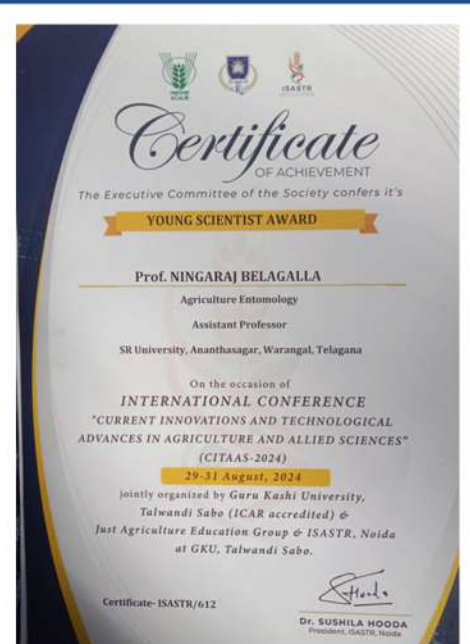 ISASTR
Certificate
OF ACHIEVEMENT
The Executive Committee of the Society confers it's
YOUNG SCIENTIST AWARD
Prof. NINGARAJ BELAGALLA
Agriculture Entomology
Assistant Professor
SR University, Ananthasagar, Warangal, Telagana
On the occasion of
INTERNATIONAL CONFERENCE
"CURRENT INNOVATIONS AND TECHNOLOGICAL
ADVANCES IN AGRICULTURE AND ALLIED SCIENCES"
(CITAAS-2024)
29-31 August, 2024
jointly organized by Guru Kashi University,
Talwandi Sabo (ICAR accredited) &
Just Agriculture Education Group & ISASTR, Noida
at GKU, Talwandi Sabo.
Certificate- ISASTR/612
Dr. SUSHILA HOODA
President, ISASTR, Noida